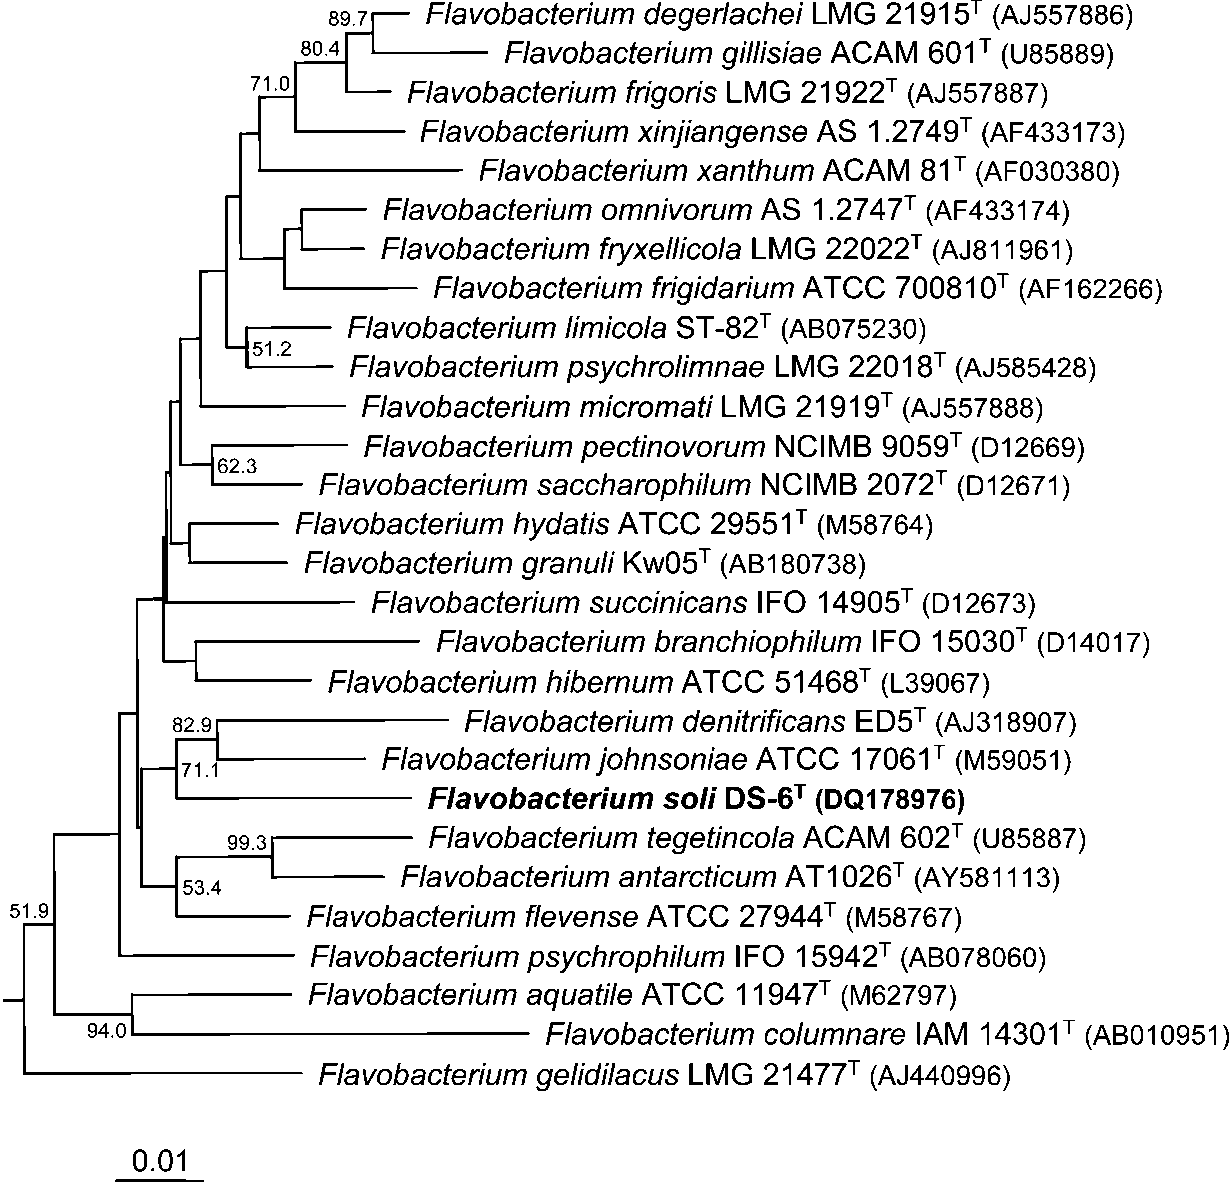 89.7
Flavobacterium degerlachei LMG 21915T (AJ557886)
80.4
Flavobacterium gillisiae ACAM 601T (U85889)
71.0
Flavobacterium frigoris LMG 21922T (AJ557887)
Flavobacterium xinjiangense AS 1.2749T (AF433173)
Flavobacterium xanthum ACAM 81T (AF030380)
Flavobacterium omnivorum AS 1.2747T (AF433174)
Flavobacterium fryxellicola LMG 22022T (AJ811961)
Flavobacterium frigidarium ATCC 700810T (AF162266)
Flavobacterium limicola ST-82T (AB075230)
51.2
Flavobacterium psychrolimnae LMG 22018T (AJ585428)
Flavobacterium micromati LMG 21919T (AJ557888)
Flavobacterium pectinovorum NCIMB 9059T (D12669)
62.3
Flavobacterium saccharophilum NCIMB 2072T (D12671)
Flavobacterium hydatis ATCC 29551T (M58764)
Flavobacterium granuli Kw05T (AB180738)
Flavobacterium succinicans IFO 14905T (D12673)
Flavobacterium branchiophilum IFO 15030T (D14017)
Flavobacterium hibernum ATCC 51468T (L39067)
82.9
Flavobacterium denitrificans ED5T (AJ318907)
Flavobacterium johnsoniae ATCC 17061T (M59051)
71.1
Flavobacterium soli DS-6T (DQ178976)
99.3
Flavobacterium tegetincola ACAM 602T (U85887)
Flavobacterium antarcticum AT1026T (AY581113)
53.4
Flavobacterium flevense ATCC 27944T (M58767)
51.9
Flavobacterium psychrophilum IFO 15942T (AB078060)
Flavobacterium aquatile ATCC 11947T (M62797)
94.0
Flavobacterium columnare IAM 14301T (AB010951)
Flavobacterium gelidilacus LMG 21477T (AJ440996)
0.01